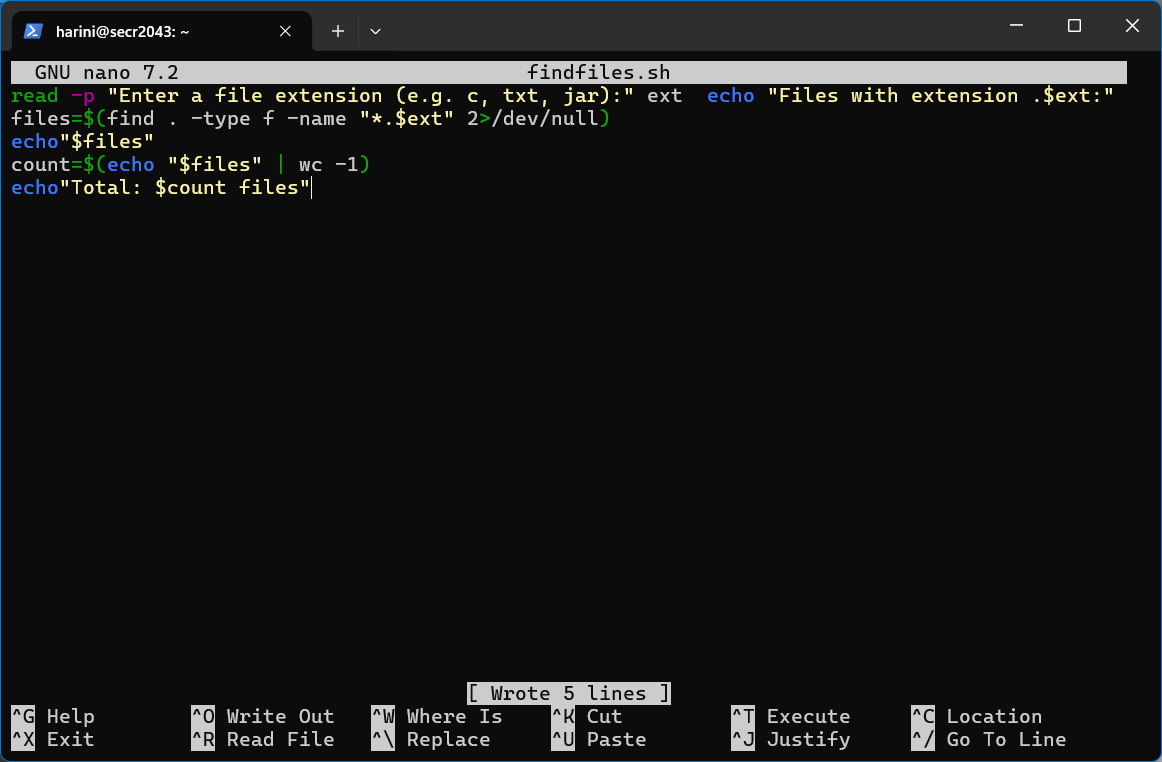 harini@secr2043: ~
GNU nano 7.2 findfiles.sh
read -p "Enter a file extension (e.g. c, txt, jar):" ext  echo "Files with extension .$ext:"
files=$(find . -type f -name "*.$ext" 2>/dev/null)
echo"$files"
count=$(echo "$files" | wc -1)
echo"Total: $count files"
[ Wrote 5 lines ]
^G Help ^O Write Out ^W Where Is ^K Cut ^T Execute ^C Location
^X Exit ^R Read File ^\ Replace ^U Paste ^J Justify ^/ Go To Line